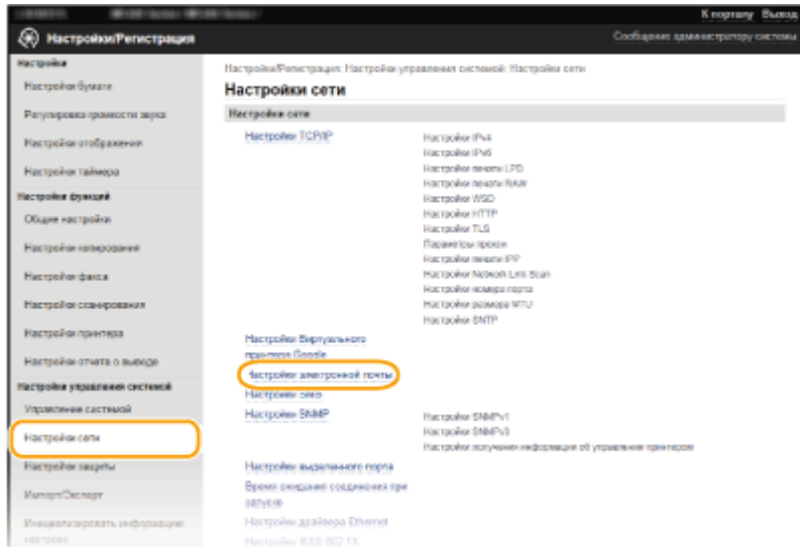 К порталу Выход
Настройки/Регистрация
Сообщение администратору системы
Настройки
Настройки бумаги
Регулировка громкости звука
Настройки отображения
Настройки таймера
Настройки функций
Общие настройки
Настройки копирования
Настройки факса
Настройки сканирования
Настройки принтера
Настройки отчета о выводе
Настройки управления системой
Управление системой
Настройки сети
Настройки защиты
Импорт/Экспорт
Инициализировать информацию
настроек
Настройки/Регистрация: Настройки управления системой: Настройки сети
Настройки сети
Настройки сети
Настройки TCP/IP
Настройки IPv4
Настройки IPv6
Настройки печати LPD
Настройки печати RAW
Настройки WSD
Настройки HTTP
Настройки TLS
Параметры прокси
Настройки печати IPP
Настройки Network Link Scan
Настройки номера порта
Настройки размера MTU
Настройки SNTP
Настройки Виртуального
принтера Google
Настройки электронной почты
Настройки SMB
Настройки SNMP
Настройки SNMPv1
Настройки SNMPv3
Настройки получения информации об управлении принтером
Настройки выделенного порта
Время ожидания соединения при
запуске
Настройки драйвера Ethernet
Настройки IEEE 802.1X